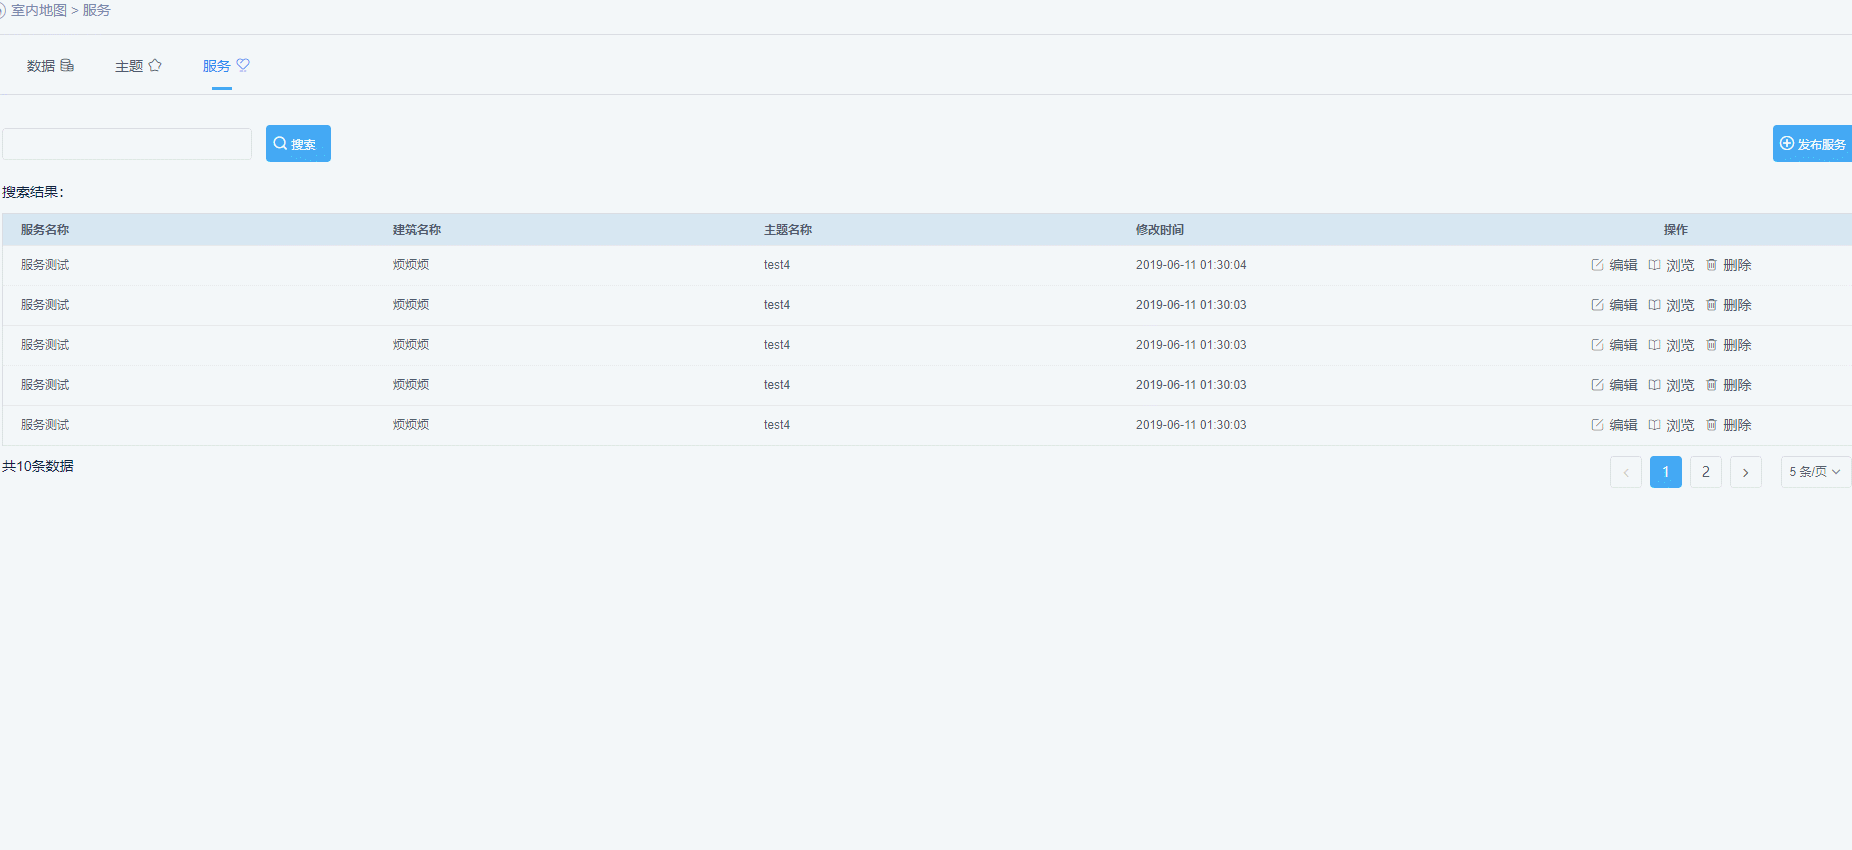 室内地图 > 服务
数据 主题 服务
搜索 发布服务
搜索结果：
服务名称 建筑名称 主题名称 修改时间 操作
服务测试 烦烦烦 test4 2019-06-11 01:30:04 编辑 浏览 删除
服务测试 烦烦烦 test4 2019-06-11 01:30:03 编辑 浏览 删除
服务测试 烦烦烦 test4 2019-06-11 01:30:03 编辑 浏览 删除
服务测试 烦烦烦 test4 2019-06-11 01:30:03 编辑 浏览 删除
服务测试 烦烦烦 test4 2019-06-11 01:30:03 编辑 浏览 删除
共10条数据 < 1 2 > 5 条/页